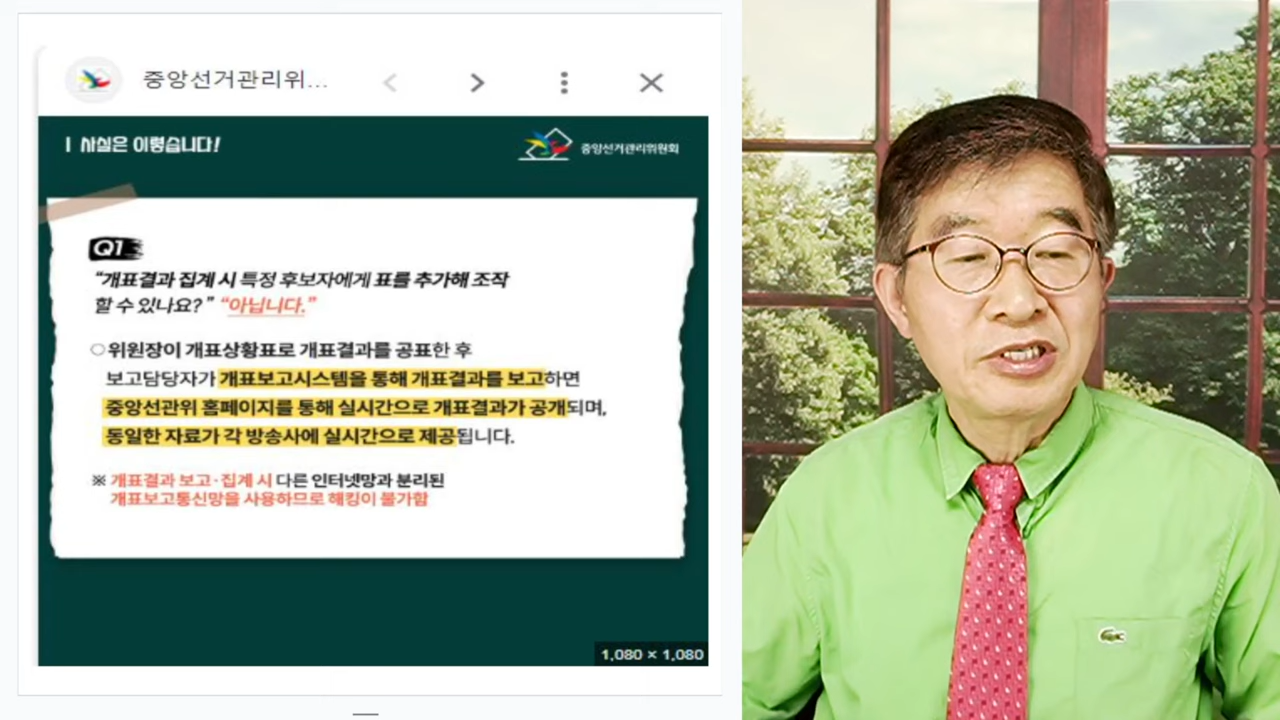 중앙선거관리위...
사실은 이렇습니다!
중앙선거관리위원회
Q1
“개표결과 집계 시 특정 후보자에게 표를 추가해 조작
할 수 있나요?” “아닙니다.”
○위원장이 개표상황표로 개표결과를 공표한 후
보고담당자가 개표보고시스템을 통해 개표결과를 보고하면
중앙선관위 홈페이지를 통해 실시간으로 개표결과가 공개되며,
동일한 자료가 각 방송사에 실시간으로 제공됩니다.
※ 개표결과 보고·집계 시 다른 인터넷망과 분리된
개표보고통신망을 사용하므로 해킹이 불가함
1,080 × 1,080